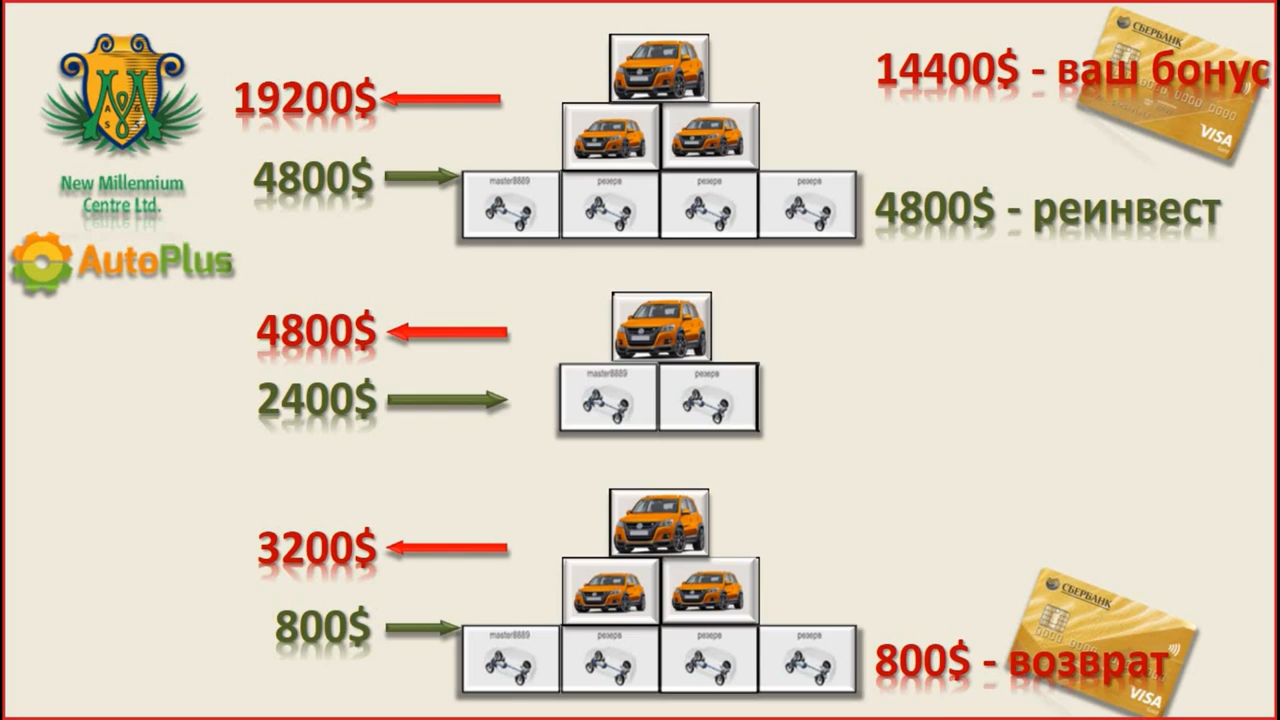 19200$
14400$ - ваш бонус
СБЕРБАНК
VISA
4800$
master8889
резерв
резерв
резерв
4800$ - реинвест
New Millennium
Centre Ltd.
AutoPlus
4800$
2400$
master8889
резерв
3200$
800$
master8889
резерв
резерв
резерв
СБЕРБАНК
800$ - возврат
VISA